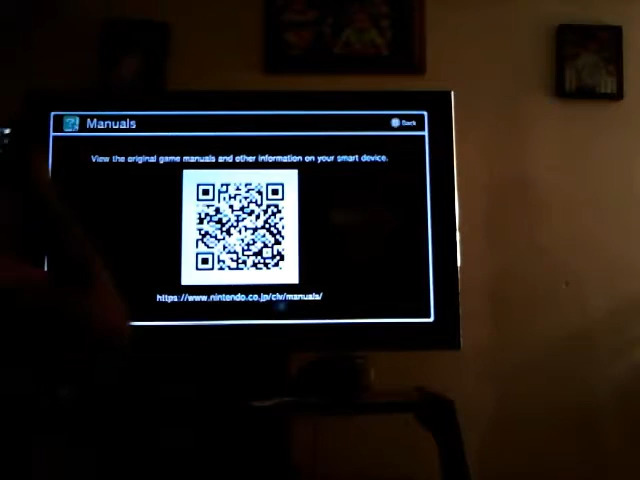 Manuals
Back
View the original game manuals and other information on your smart device.
https://www.nintendo.co.jp/clv/manuals/